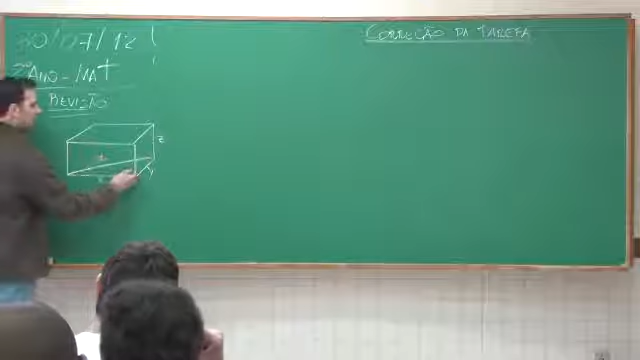 30/07/12
2º ANO - MAT
REVISÃO
CORREÇÃO DA TAREFA
z
y